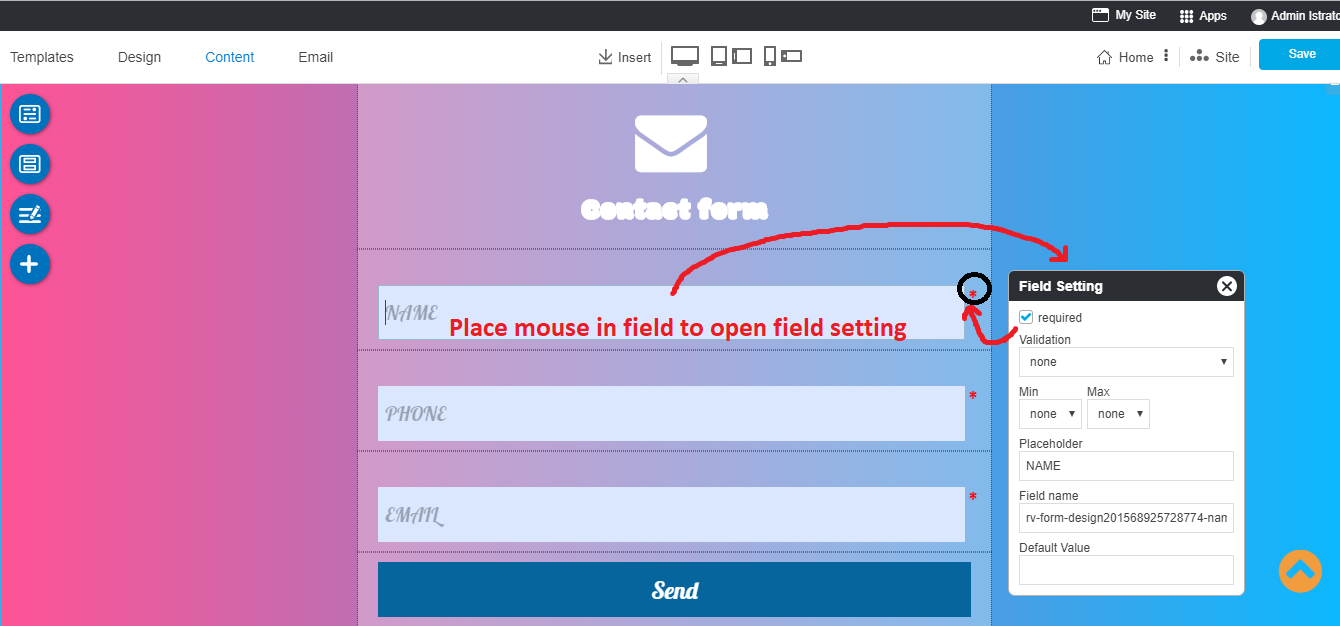 My Site Apps Admin Istrato
Templates Design Content Email Insert Home Site Save
Contact form
NAME
*
Place mouse in field to open field setting
PHONE
*
EMAIL
*
Send
Field Setting
required
Validation
none
Min Max
none none
Placeholder
NAME
Field name
rv-form-design201568925728774-nam
Default Value